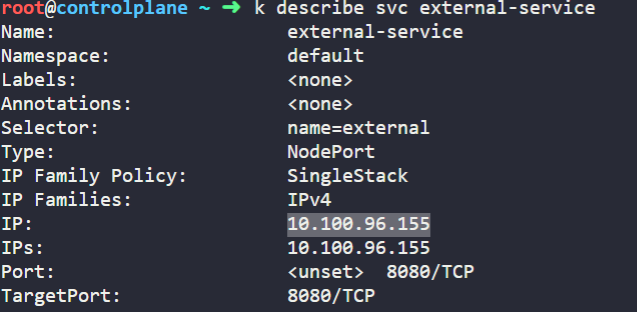 root@controlplane ~ ➜ k describe svc external-service
Name: external-service
Namespace: default
Labels: <none>
Annotations: <none>
Selector: name=external
Type: NodePort
IP Family Policy: SingleStack
IP Families: IPv4
IP: 10.100.96.155
IPs: 10.100.96.155
Port: <unset> 8080/TCP
TargetPort: 8080/TCP